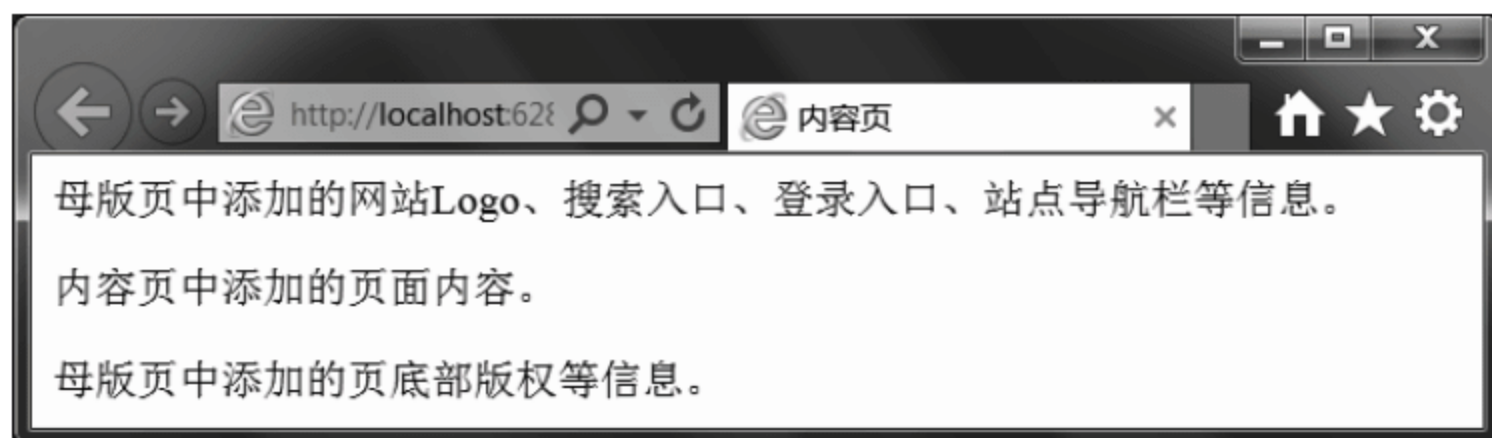 http://localhost:628
内容页
母版页中添加的网站Logo、搜索入口、登录入口、站点导航栏等信息。
内容页中添加的页面内容。
母版页中添加的页底部版权等信息。